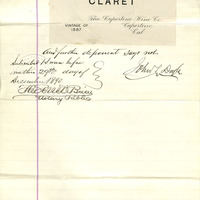 CLARET
VINTAGE OF
1887
The Cupertino Wine Co.
Cupertino
Cal
And further deponent says not.
Subscribed & sworn before
me this 29th day of
December 1890
John T. Doyle
Notary Public